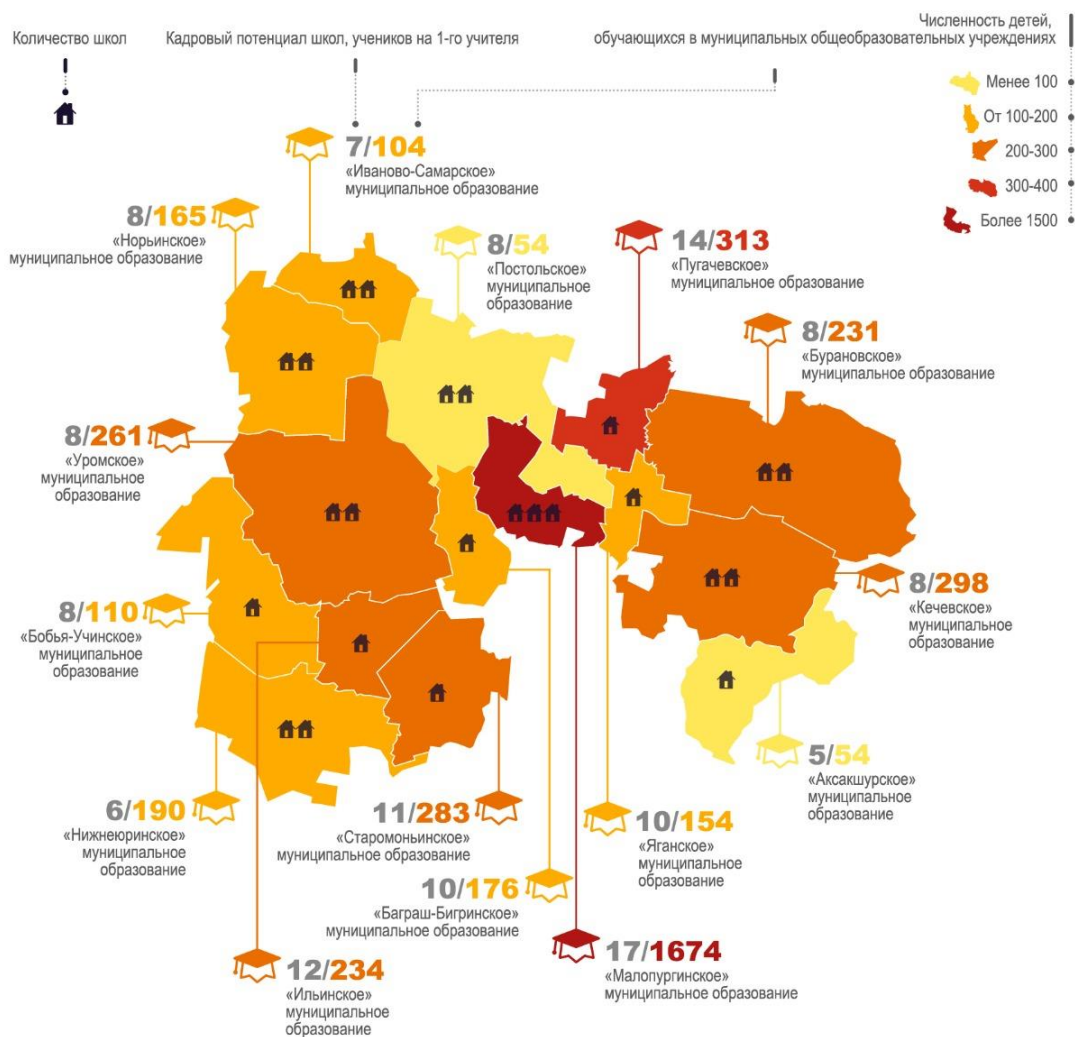 Количество школ
Кадровый потенциал школ, учеников на 1-го учителя
Численность детей,
обучающихся в муниципальных общеобразовательных учреждениях
Менее 100
От 100-200
200-300
300-400
Более 1500
7/104
«Иваново-Самарское»
муниципальное образование
8/165
«Норьинское»
муниципальное образование
8/54
«Постольское»
муниципальное
образование
14/313
«Пугачевское»
муниципальное образование
8/231
«Бурановское»
муниципальное образование
8/261
«Уромское»
муниципальное
образование
8/298
«Кечевское»
муниципальное
образование
8/110
«Бобья-Учинское»
муниципальное
образование
5/54
«Аксакшурское»
муниципальное
образование
6/190
«Нижнеюринское»
муниципальное
образование
11/283
«Старомоньинское»
муниципальное образование
10/154
«Яганское»
муниципальное
образование
10/176
«Баграш-Бигринское»
муниципальное образование
17/1674
«Малопургинское»
муниципальное образование
12/234
«Ильинское»
муниципальное
образование